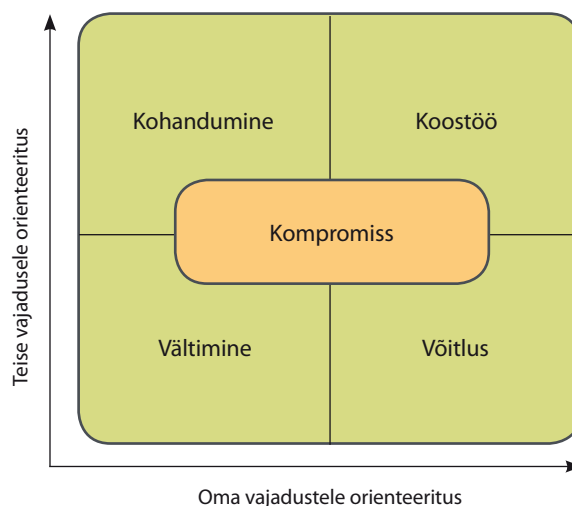 Teise vajadusele orienteeritus
Kohandumine
Koostöö
Kompromiss
Vältimine
Võitlus
Oma vajadustele orienteeritus